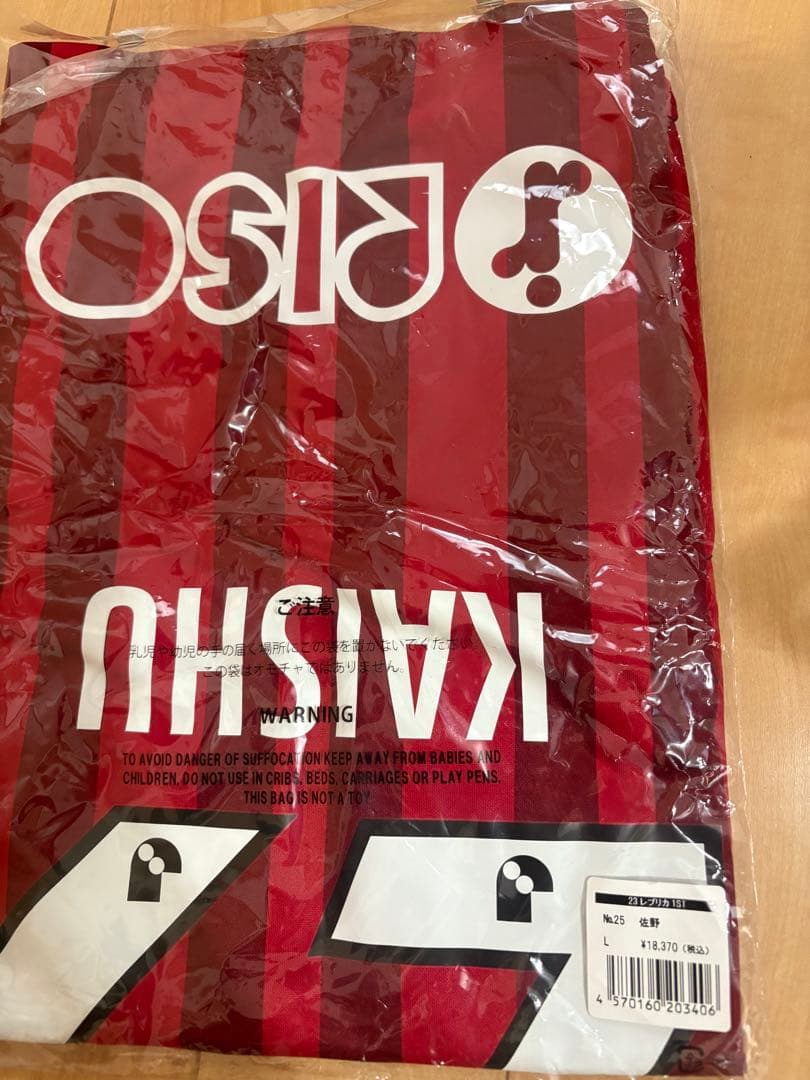 RISO
KAISHU
ご注意
乳児や幼児の手の届く場所にこの袋を置かないでください。
この袋はオモチャではありません。
WARNING
TO AVOID DANGER OF SUFFOCATION KEEP AWAY FROM BABIES AND
CHILDREN. DO NOT USE IN CRIBS, BEDS, CARRIAGES OR PLAY PENS.
THIS BAG IS NOT A TOY
23 レプリカ 1ST
№25 佐野
L ¥18,370 (税込)
4 570160 203406